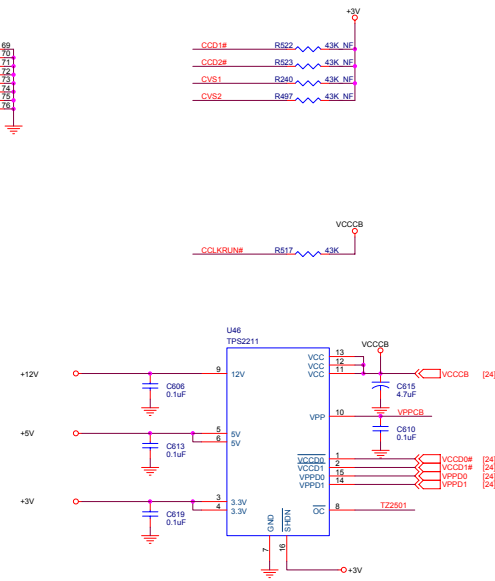 +3V
69
70
71
72
73
74
75
76
CCD1# R522 43K_NF
CCD2# R523 43K_NF
CVS1 R240 43K_NF
CVS2 R497 43K_NF
VCCCB
CCLKRUN# R517 43K
U46
TPS2211
VCCCB
+12V 9 12V VCC 13
VCC 12
VCC 11 VCCCB [24]
C606
0.1uF
C615
4.7uF
VPP 10 VPPCB
+5V 5 5V
6 5V
C613
0.1uF
C610
0.1uF
VCCD0 1 VCCD0# [24]
VCCD1 2 VCCD1# [24]
VPPD0 15 VPPD0 [24]
VPPD1 14 VPPD1 [24]
+3V 3 3.3V
4 3.3V
C619
0.1uF
OC 8 TZ2501
GND SHDN
7 16
+3V